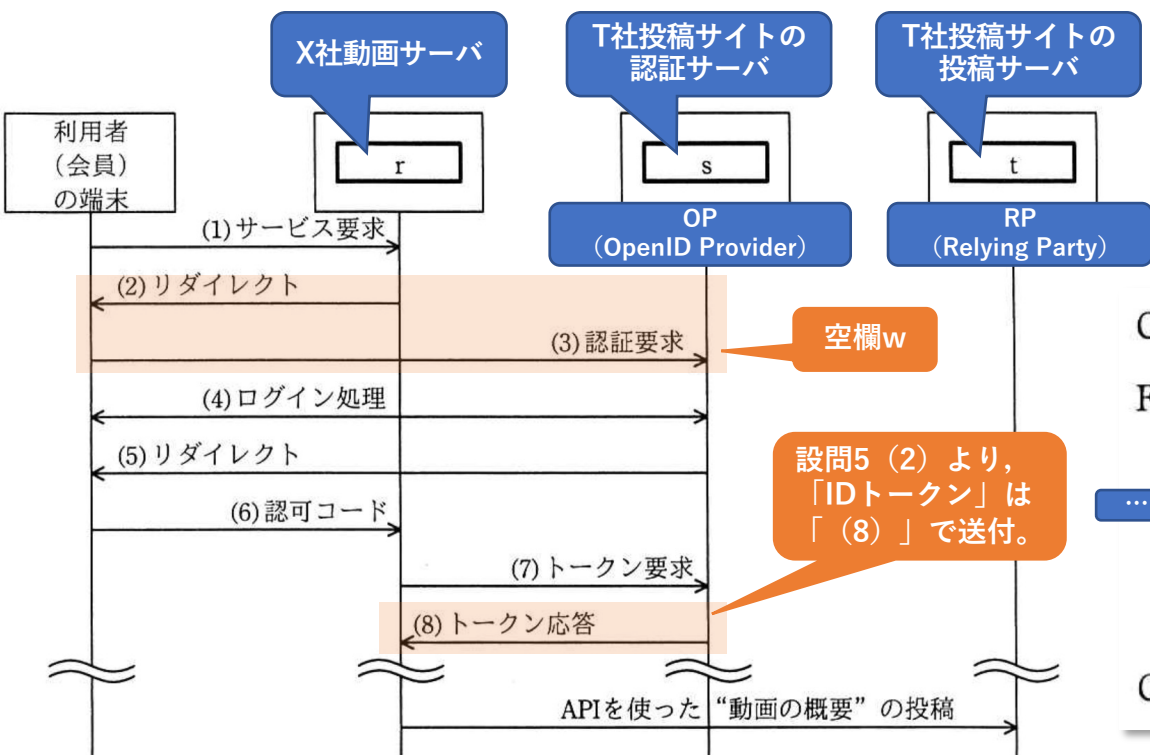 X社動画サーバ
T社投稿サイトの
認証サーバ
T社投稿サイトの
投稿サーバ
利用者
(会員)
の端末
r
s
t
OP
(OpenID Provider)
RP
(Relying Party)
(1)サービス要求
(2)リダイレクト
(3)認証要求
空欄w
(4)ログイン処理
(5)リダイレクト
設問5（2）より,
「IDトークン」は
「（8）」で送付。
…
(6)認可コード
(7)トークン要求
(8)トークン応答
APIを使った“動画の概要”の投稿